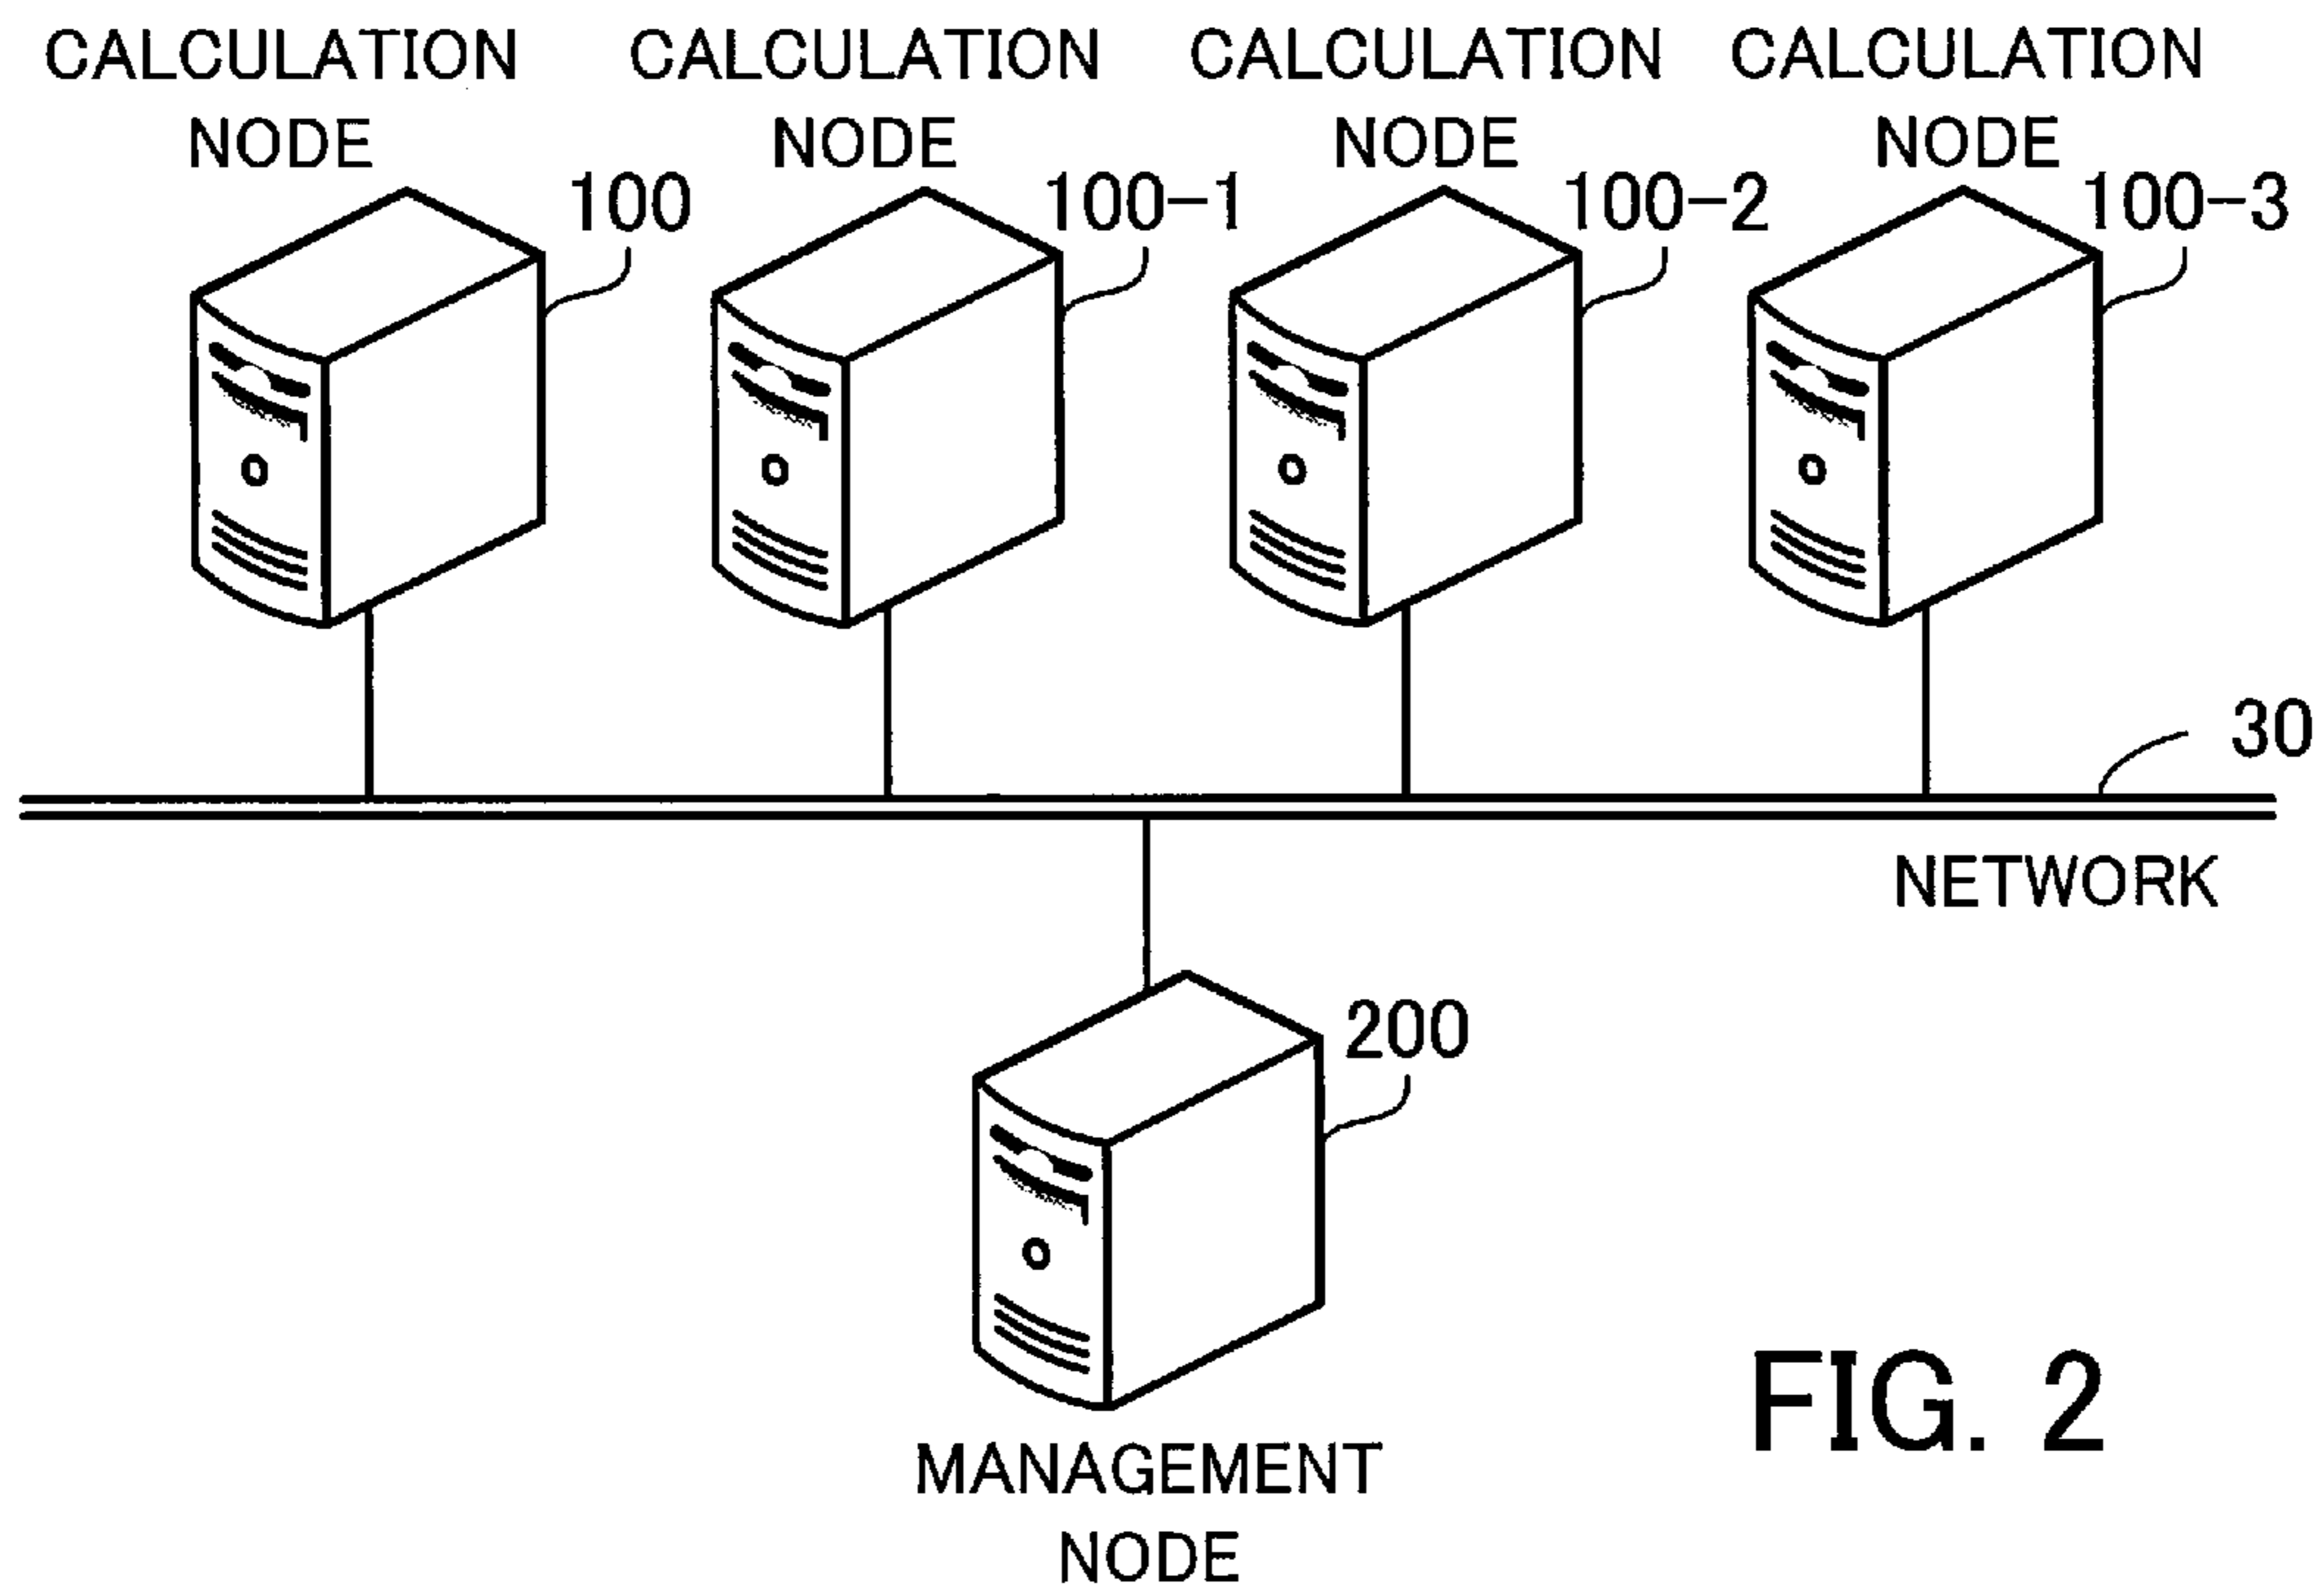 CALCULATION CALCULATION CALCULATION CALCULATION
NODE NODE NODE NODE
100 100-1 100-2 100-3
30
NETWORK
200
MANAGEMENT
NODE
FIG. 2